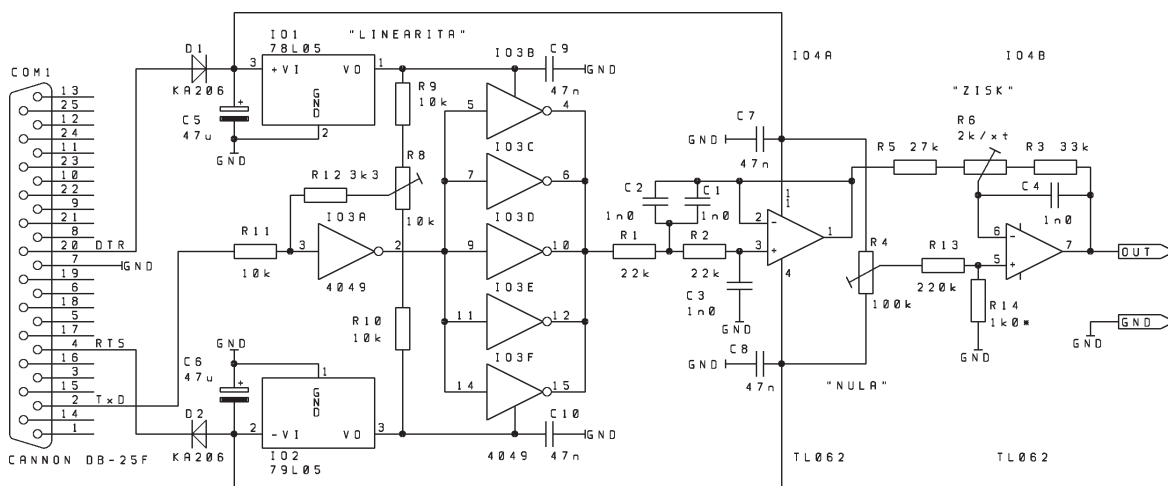 COM1
13
25
12
24
11
23
10
22
9
21
8
20 DTR
7 GND
19
6
18
5
17
4 RTS
16
3
15
2 TxD
14
1
CANNON DB-25F
D1
KA206
C5
47u
GND
IO1
78L05
3 +VI VO 1
GND
2
"LINEARITA"
R9
10k
R8
10k
R12 3k3
R11
10k
IO3A
3 2
4049
R10
10k
GND
C6
47u
D2
KA206
1
GND
2 -VI VO 3
IO2
79L05
IO3B
5 4
IO3C
7 6
IO3D
9 10
IO3E
11 12
IO3F
14 15
4049
C9
47n
GND
C10
47n
GND
R1
22k
R2
22k
C2
1n0
C1
1n0
C3
1n0
GND
C7
GND
47n
C8
GND
47n
IO4A
11
2 -
3 +
1
4
TL062
R4
100k
"NULA"
R5 27k
IO4B
"ZISK"
R6
2k/xt
R3 33k
C4
1n0
R13
220k
6 -
5 +
7
R14
1k0*
GND
OUT
GND
GND
TL062